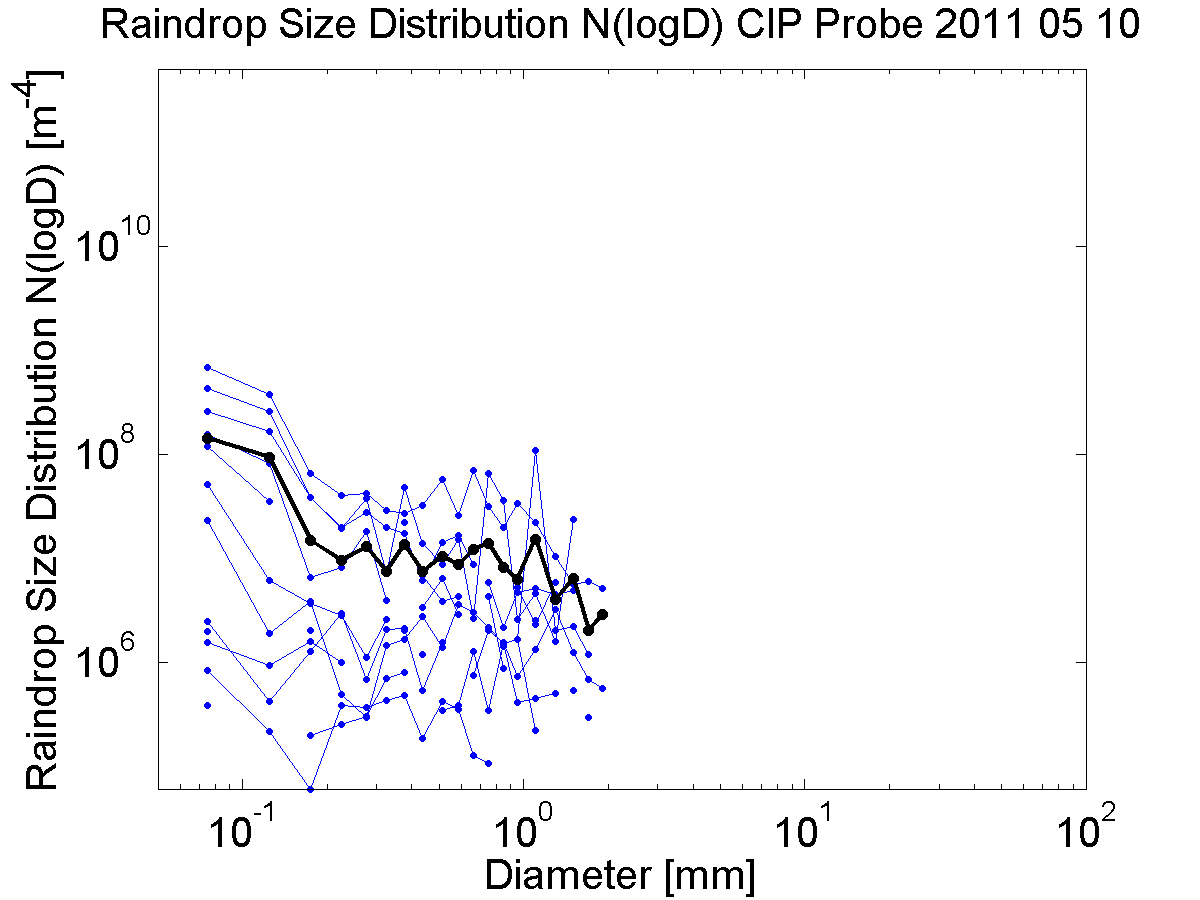 Raindrop Size Distribution N(logD) CIP Probe 2011 05 10
Raindrop Size Distribution N(logD) [m^-4]
10^10
10^8
10^6
10^-1
10^0
10^1
10^2
Diameter [mm]